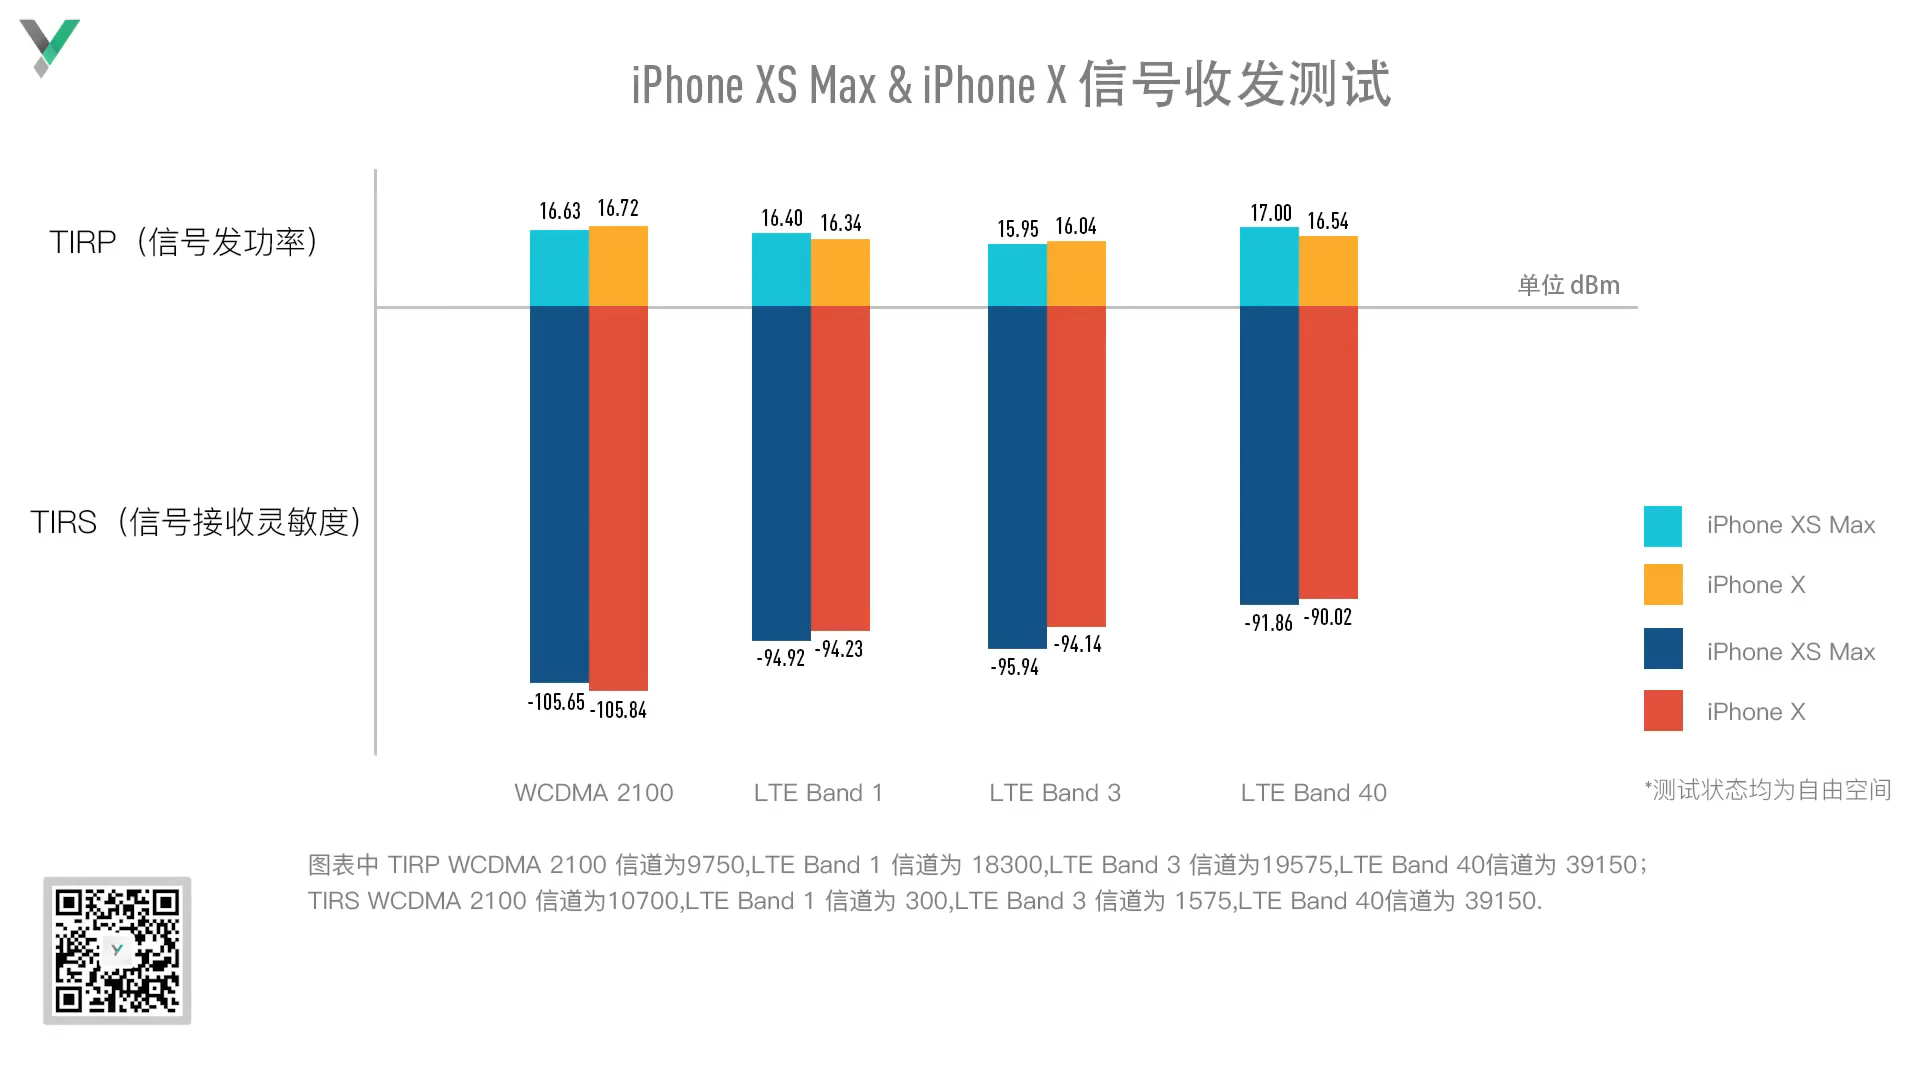 iPhone XS Max & iPhone X 信号收发测试
TIRP（信号发功率）
16.63 16.72
16.40 16.34
15.95 16.04
17.00 16.54
单位 dBm
TIRS（信号接收灵敏度）
-105.65 -105.84
-94.92 -94.23
-95.94 -94.14
-91.86 -90.02
iPhone XS Max
iPhone X
iPhone XS Max
iPhone X
WCDMA 2100
LTE Band 1
LTE Band 3
LTE Band 40
*测试状态均为自由空间
图表中 TIRP WCDMA 2100 信道为9750,LTE Band 1 信道为 18300,LTE Band 3 信道为19575,LTE Band 40信道为 39150；
TIRS WCDMA 2100 信道为10700,LTE Band 1 信道为 300,LTE Band 3 信道为 1575,LTE Band 40信道为 39150.